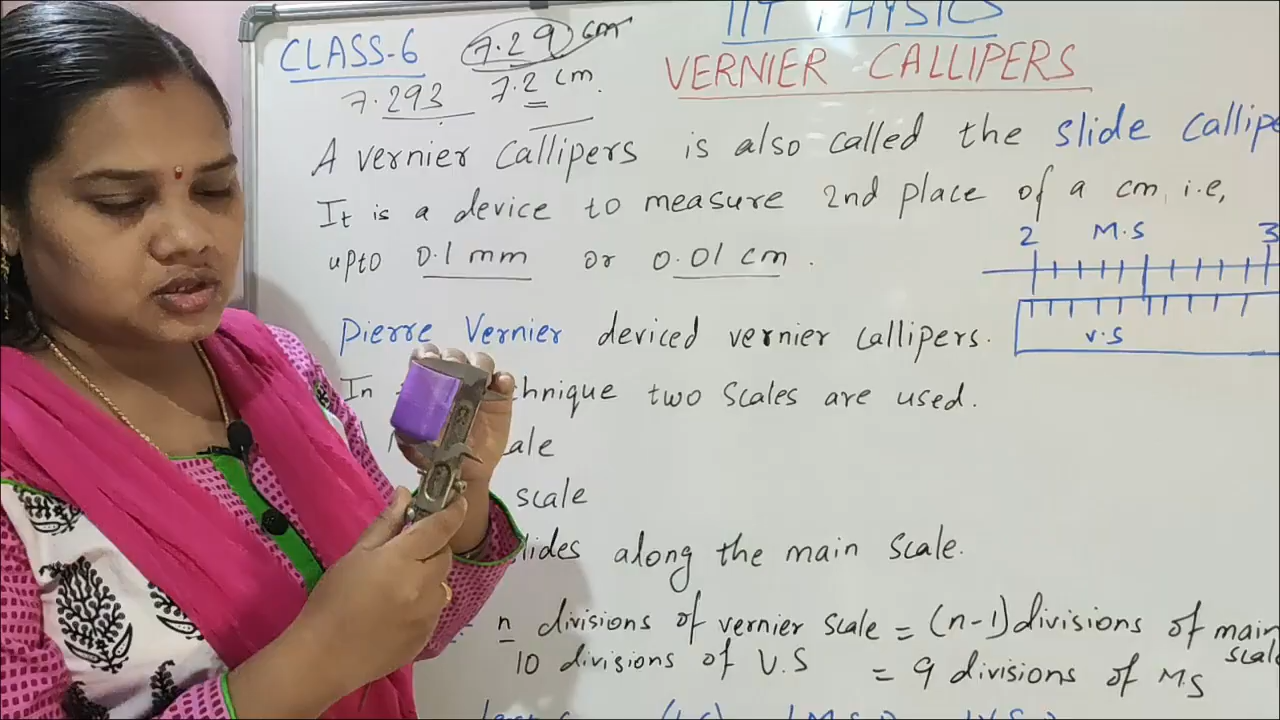 IIT PHYSICS
CLASS-6 7.29 cm
VERNIER CALLIPERS
7.293 7.2 cm.
A vernier Callipers is also called the slide Callipe
It is a device to measure 2nd place of a cm, i.e,
upto 0.1 mm or 0.01 cm.
2 M.S 3
V.S
Pierre Vernier deviced vernier callipers.
In chnique two scales are used.
ale
scale
lides along the main scale.
n divisions of vernier scale = (n-1) divisions of main scale
10 divisions of V.S = 9 divisions of MS